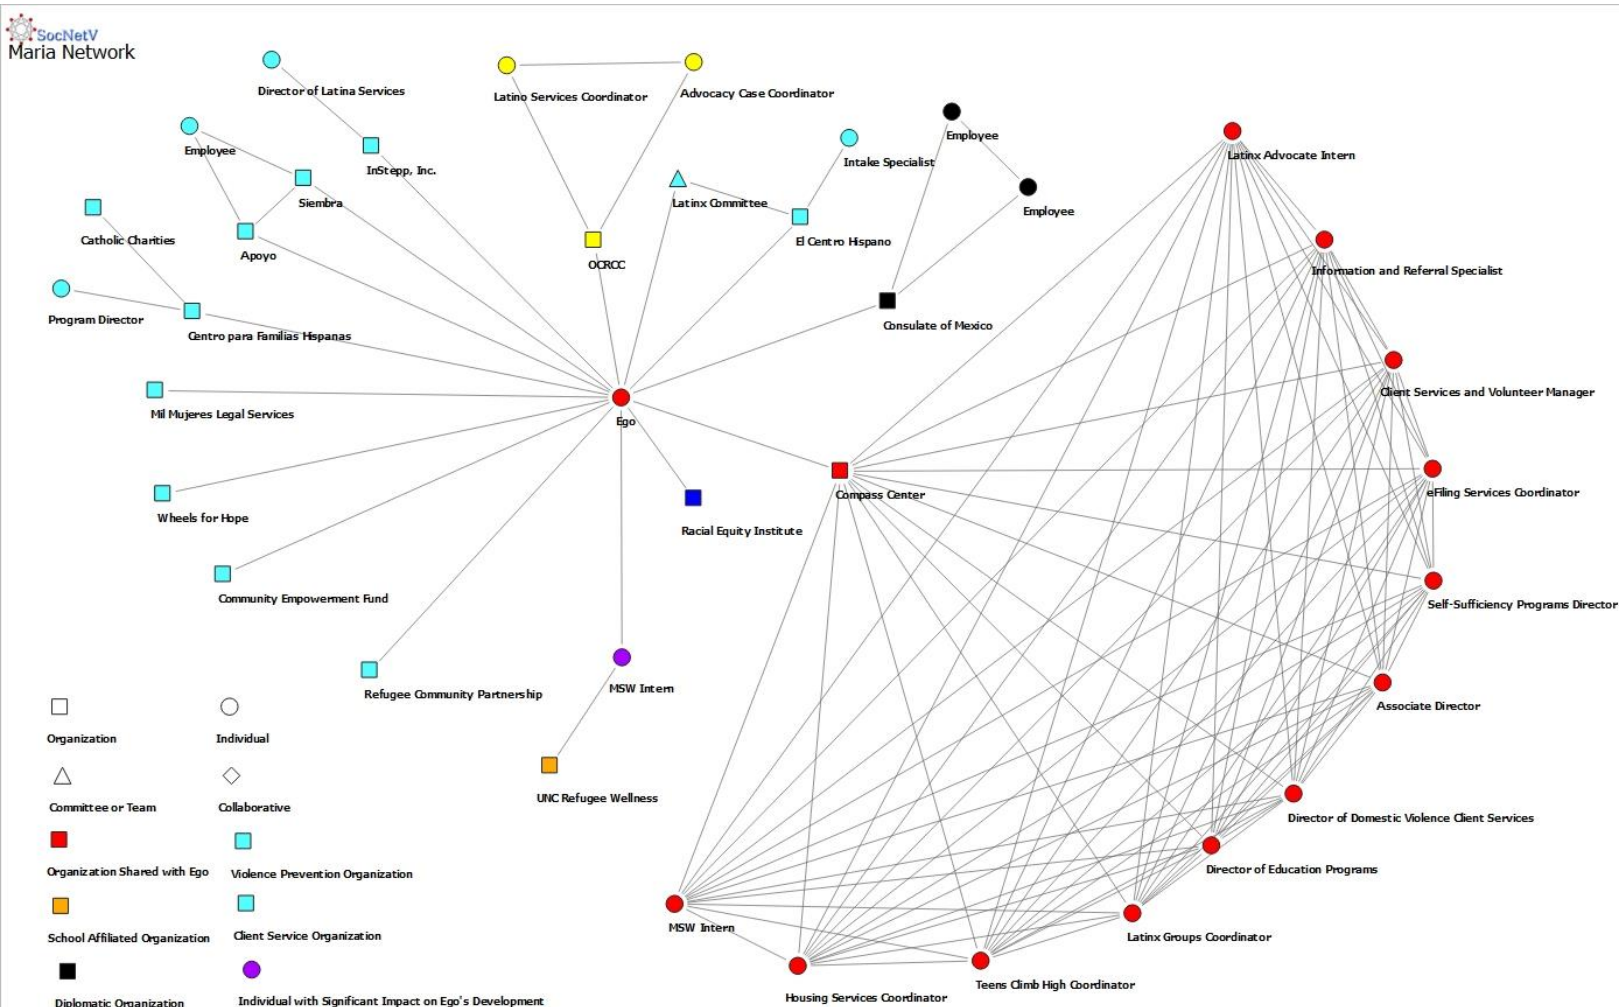 SocNetV
Maria Network
Director of Latina Services
Latino Services Coordinator
Advocacy Case Coordinator
Employee
Employee
Intake Specialist
Latinx Advocate Intern
InStepp, Inc.
Siembra
Latinx Committee
Employee
Catholic Charities
Apoyo
OCRCC
El Centro Hispano
Information and Referral Specialist
Program Director
Centro para Familias Hispanas
Consulate of Mexico
Client Services and Volunteer Manager
Mil Mujeres Legal Services
Ego
Compass Center
eFiling Services Coordinator
Wheels for Hope
Racial Equity Institute
Community Empowerment Fund
Self-Sufficiency Programs Director
Refugee Community Partnership
MSW Intern
Associate Director
Organization
Individual
UNC Refugee Wellness
Committee or Team
Collaborative
Director of Domestic Violence Client Services
Organization Shared with Ego
Violence Prevention Organization
Director of Education Programs
School Affiliated Organization
Client Service Organization
MSW Intern
Latinx Groups Coordinator
Diplomatic Organization
Individual with Significant Impact on Ego's Development
Housing Services Coordinator
Teens Climb High Coordinator